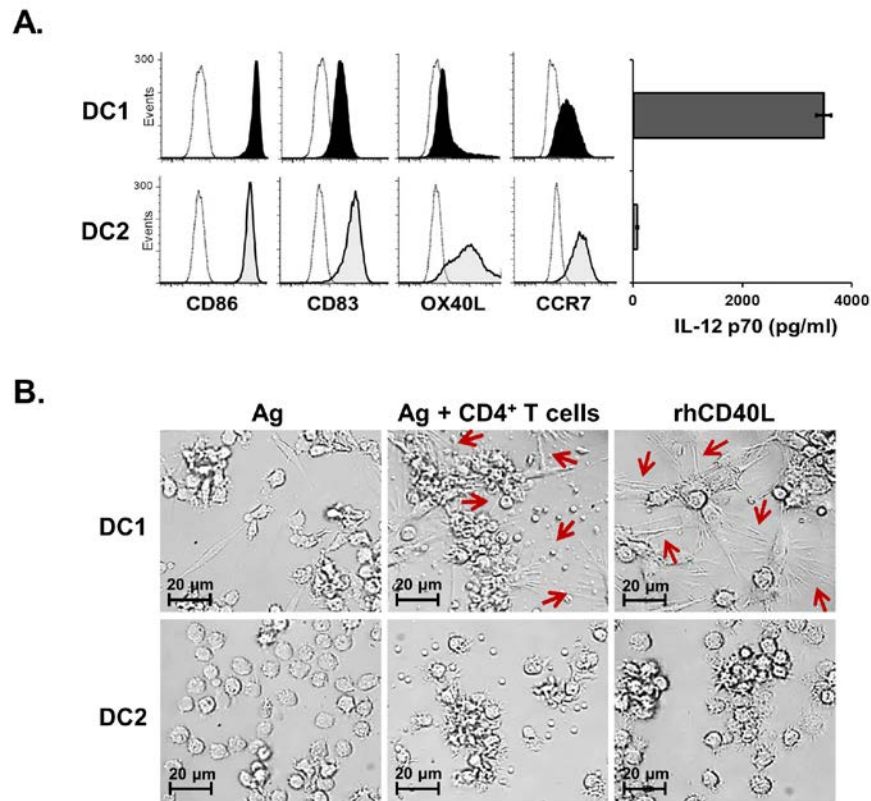 A.
DC1
300
Events
DC2
300
Events
CD86
CD83
OX40L
CCR7
0
2000
4000
IL-12 p70 (pg/ml)
B.
Ag
Ag + CD4⁺ T cells
rhCD40L
DC1
20 µm
20 µm
20 µm
DC2
20 µm
20 µm
20 µm